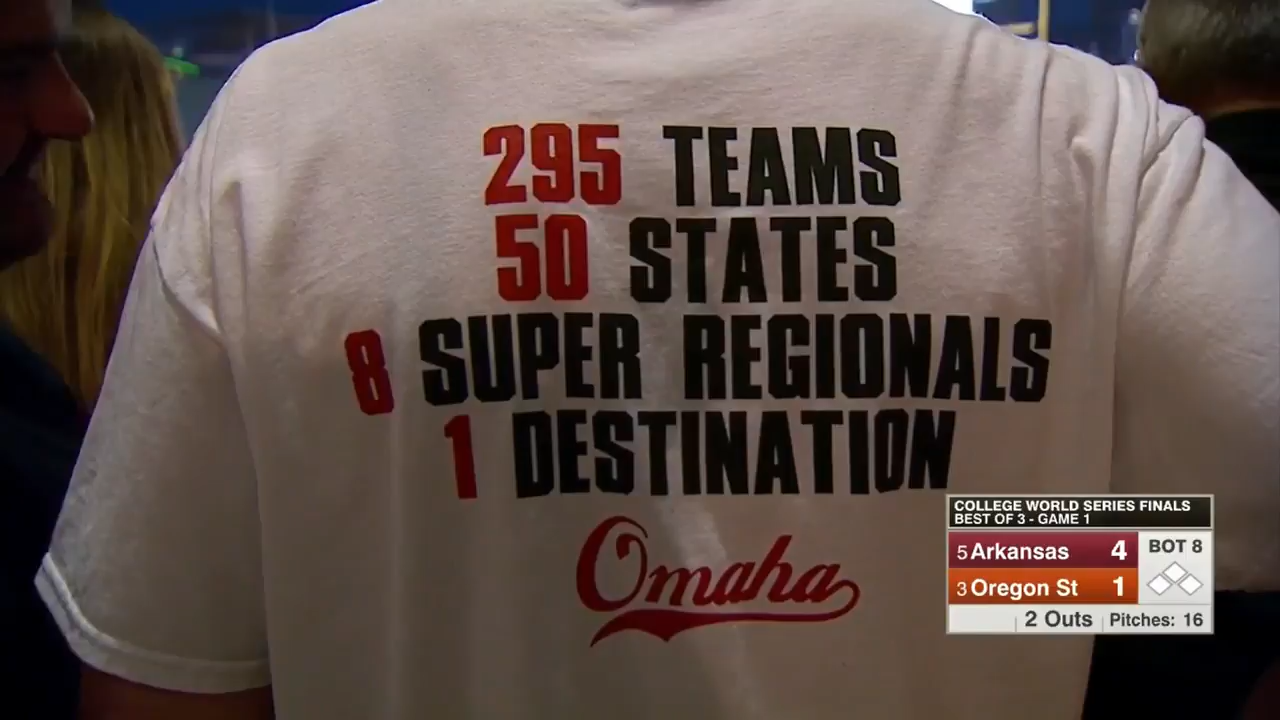 295 TEAMS
50 STATES
8 SUPER REGIONALS
1 DESTINATION
Omaha
COLLEGE WORLD SERIES FINALS
BEST OF 3 - GAME 1
5 Arkansas 4
BOT 8
3 Oregon St 1
2 Outs Pitches: 16